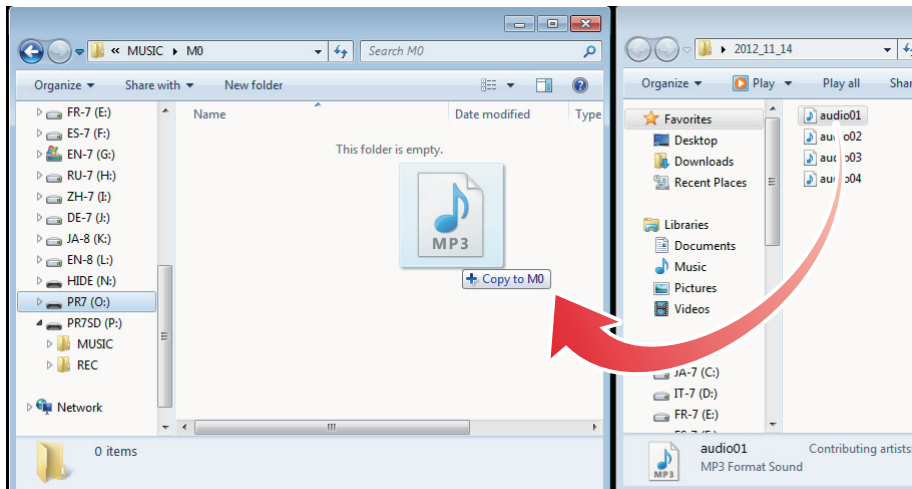 « MUSIC ▸ M0
Search M0
Organize ▼ Share with ▼ New folder
FR-7 (E:)
ES-7 (F:)
EN-7 (G:)
RU-7 (H:)
ZH-7 (I:)
DE-7 (J:)
JA-8 (K:)
EN-8 (L:)
HIDE (N:)
PR7 (O:)
PR7SD (P:)
MUSIC
REC
Network
Name Date modified Type
This folder is empty.
MP3
Copy to M0
0 items
▸ 2012_11_14
Organize ▼ Play ▼ Play all Shar
Favorites
Desktop
Downloads
Recent Places
Libraries
Documents
Music
Pictures
Videos
JA-7 (C:)
IT-7 (D:)
FR-7 (E:)
audio01
audio04
audio01 Contributing artists:
MP3 Format Sound
MP3